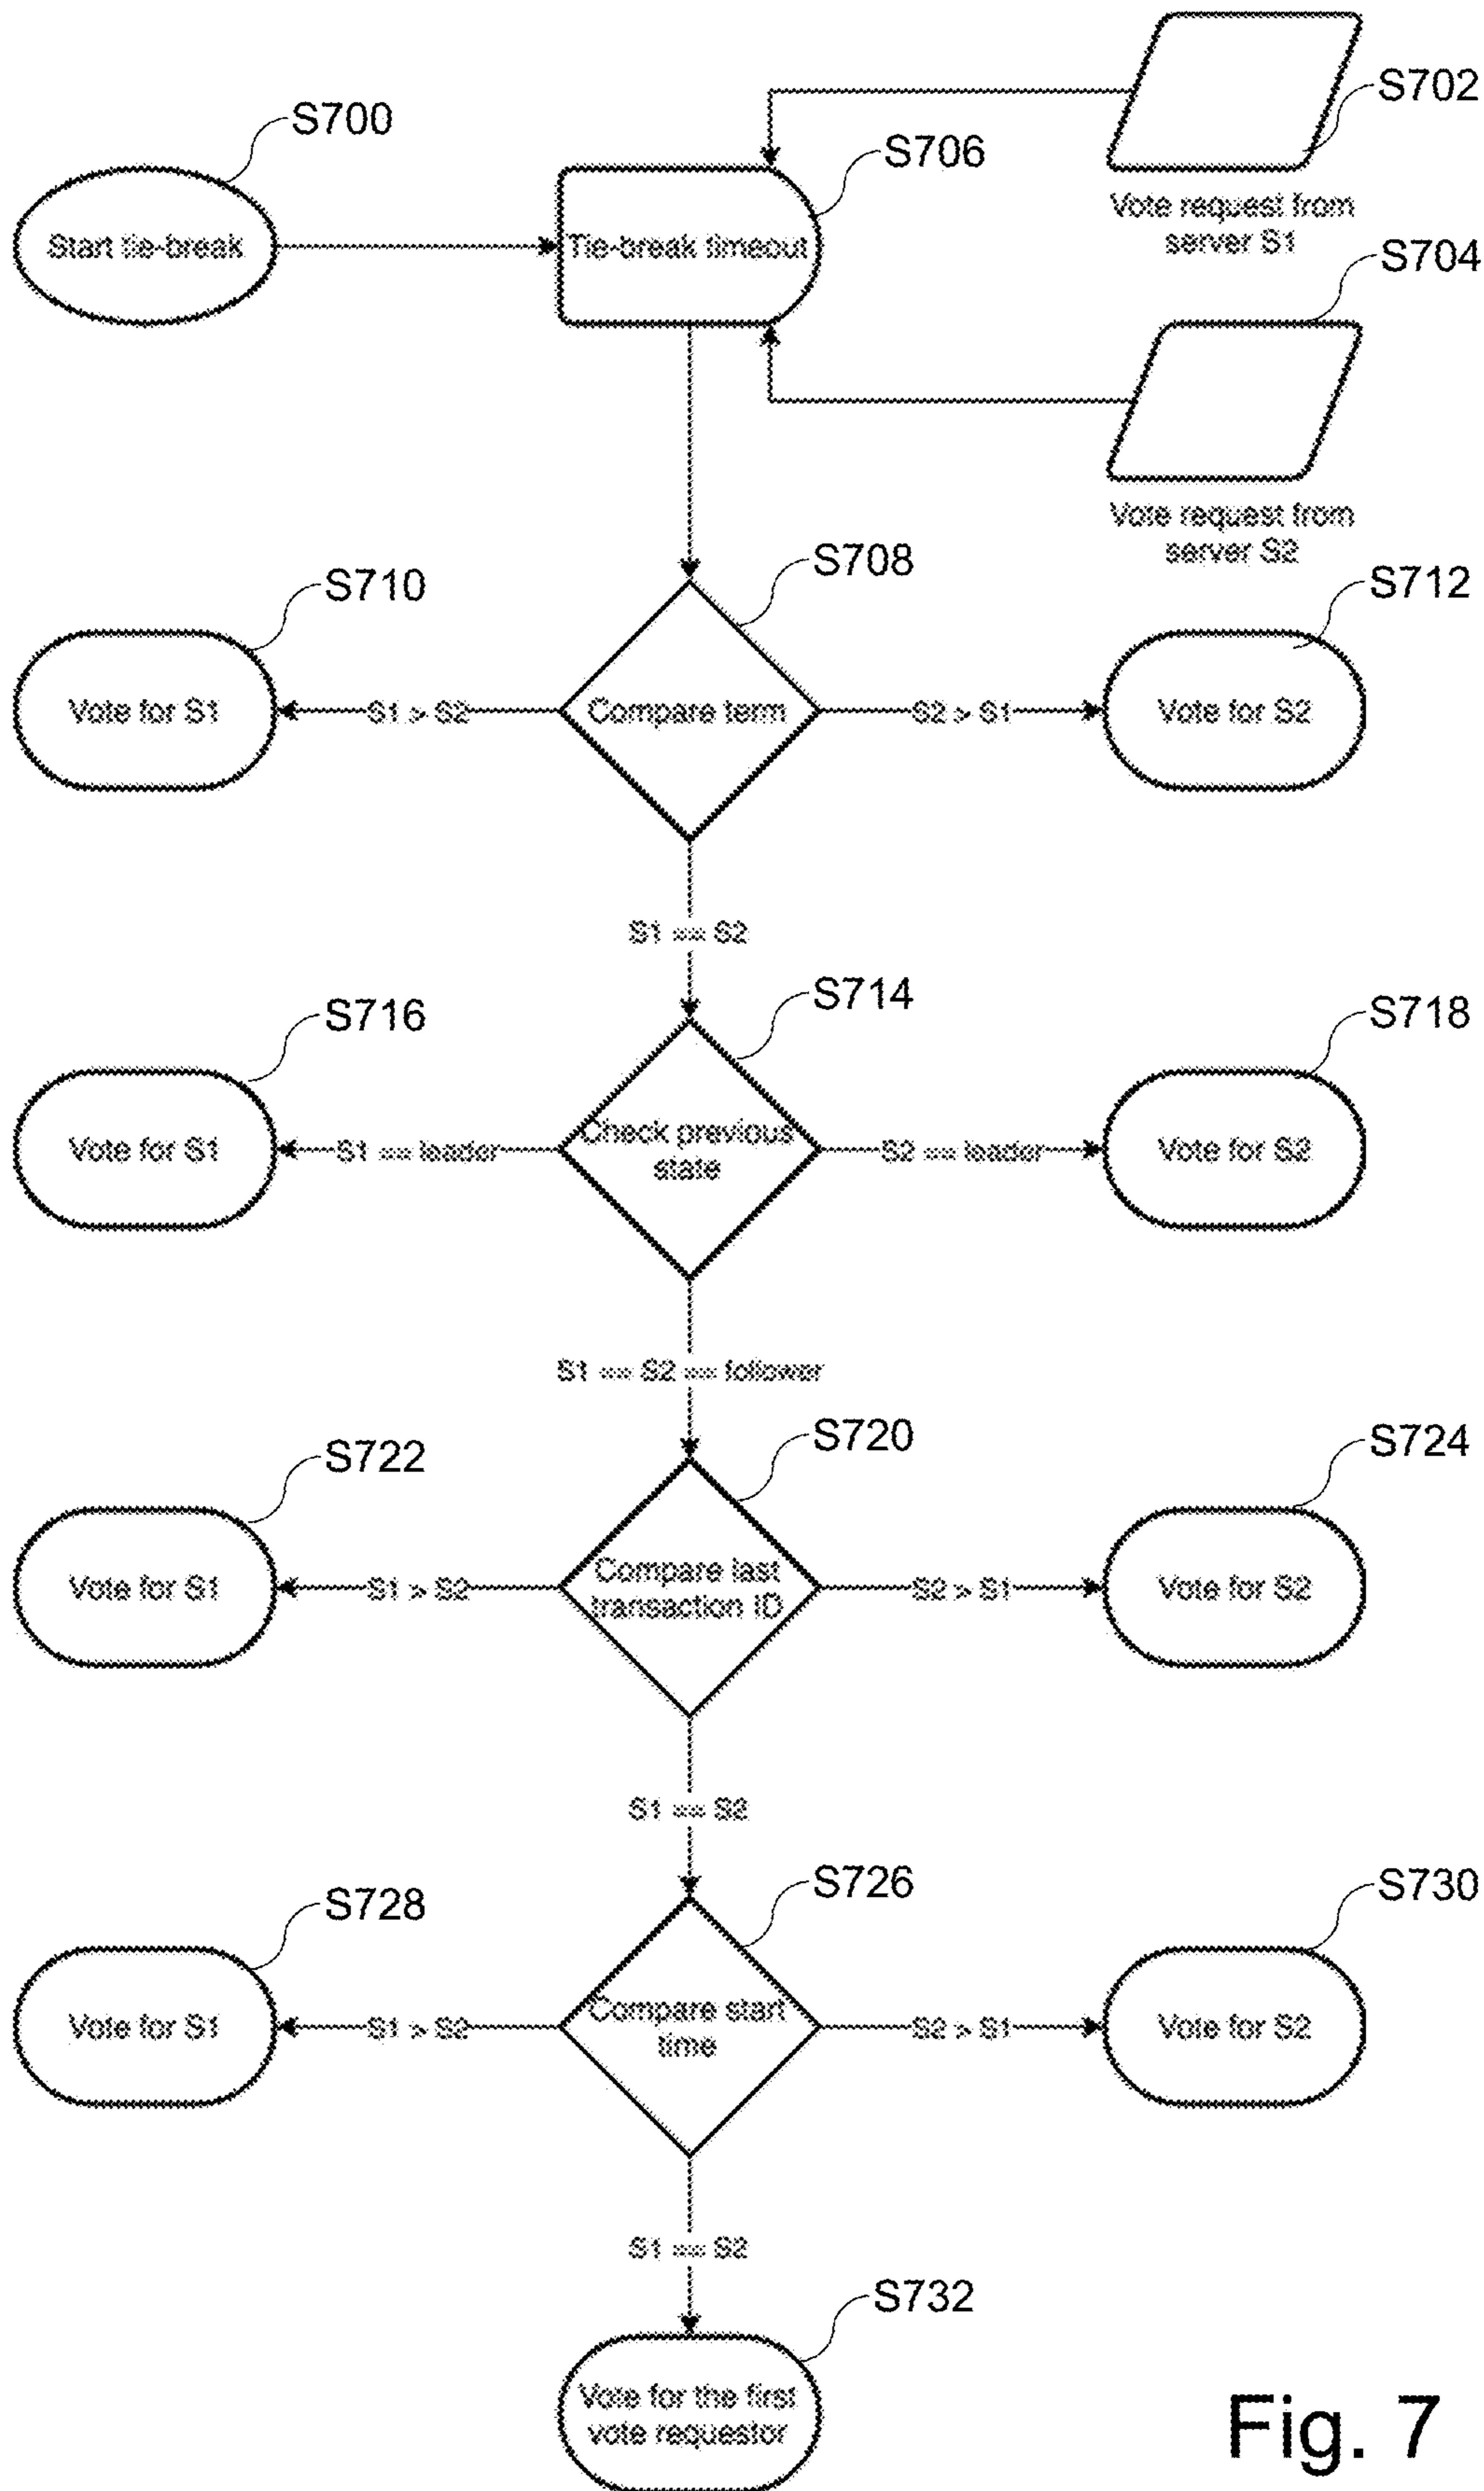 S702
S700
S706
Vote request from
server S1
Start tie-break
Tie-break timeout
S704
Vote request from
server S2
S708
S710
S712
Vote for S1
S1 > S2
Compare term
S2 > S1
Vote for S2
S1 == S2
S714
S716
S718
Vote for S1
S1 == leader
Check previous
state
S2 == leader
Vote for S2
S1 == S2 == follower
S720
S722
S724
Vote for S1
S1 > S2
Compare last
transaction ID
S2 > S1
Vote for S2
S1 == S2
S726
S728
S730
Vote for S1
S1 > S2
Compare start
time
S2 > S1
Vote for S2
S1 == S2
S732
Vote for the first
vote requestor
Fig. 7